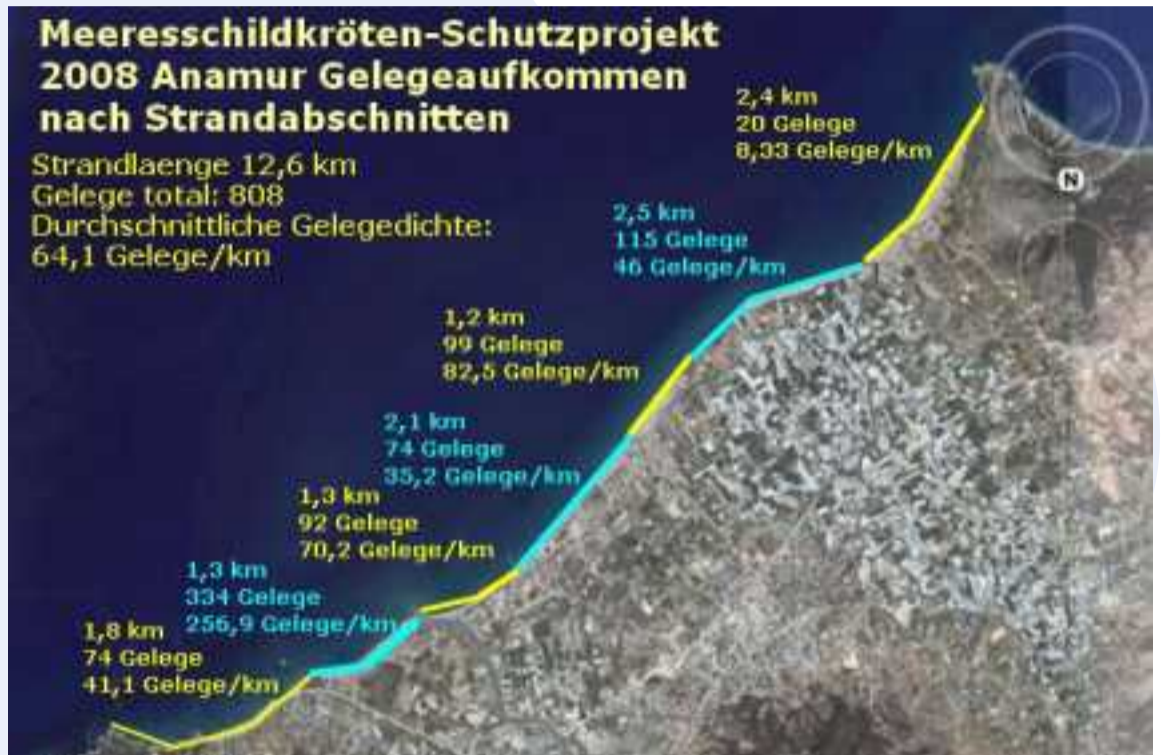 Meeresschildkröten-Schutzprojekt
2008 Anamur Gelegeaufkommen
nach Strandabschnitten
Strandlaenge 12,6 km
Gelege total: 808
Durchschnittliche Gelegedichte:
64,1 Gelege/km
2,4 km
20 Gelege
8,33 Gelege/km
N
2,5 km
115 Gelege
46 Gelege/km
1,2 km
99 Gelege
82,5 Gelege/km
2,1 km
74 Gelege
35,2 Gelege/km
1,3 km
92 Gelege
70,2 Gelege/km
1,3 km
334 Gelege
256,9 Gelege/km
1,8 km
74 Gelege
41,1 Gelege/km